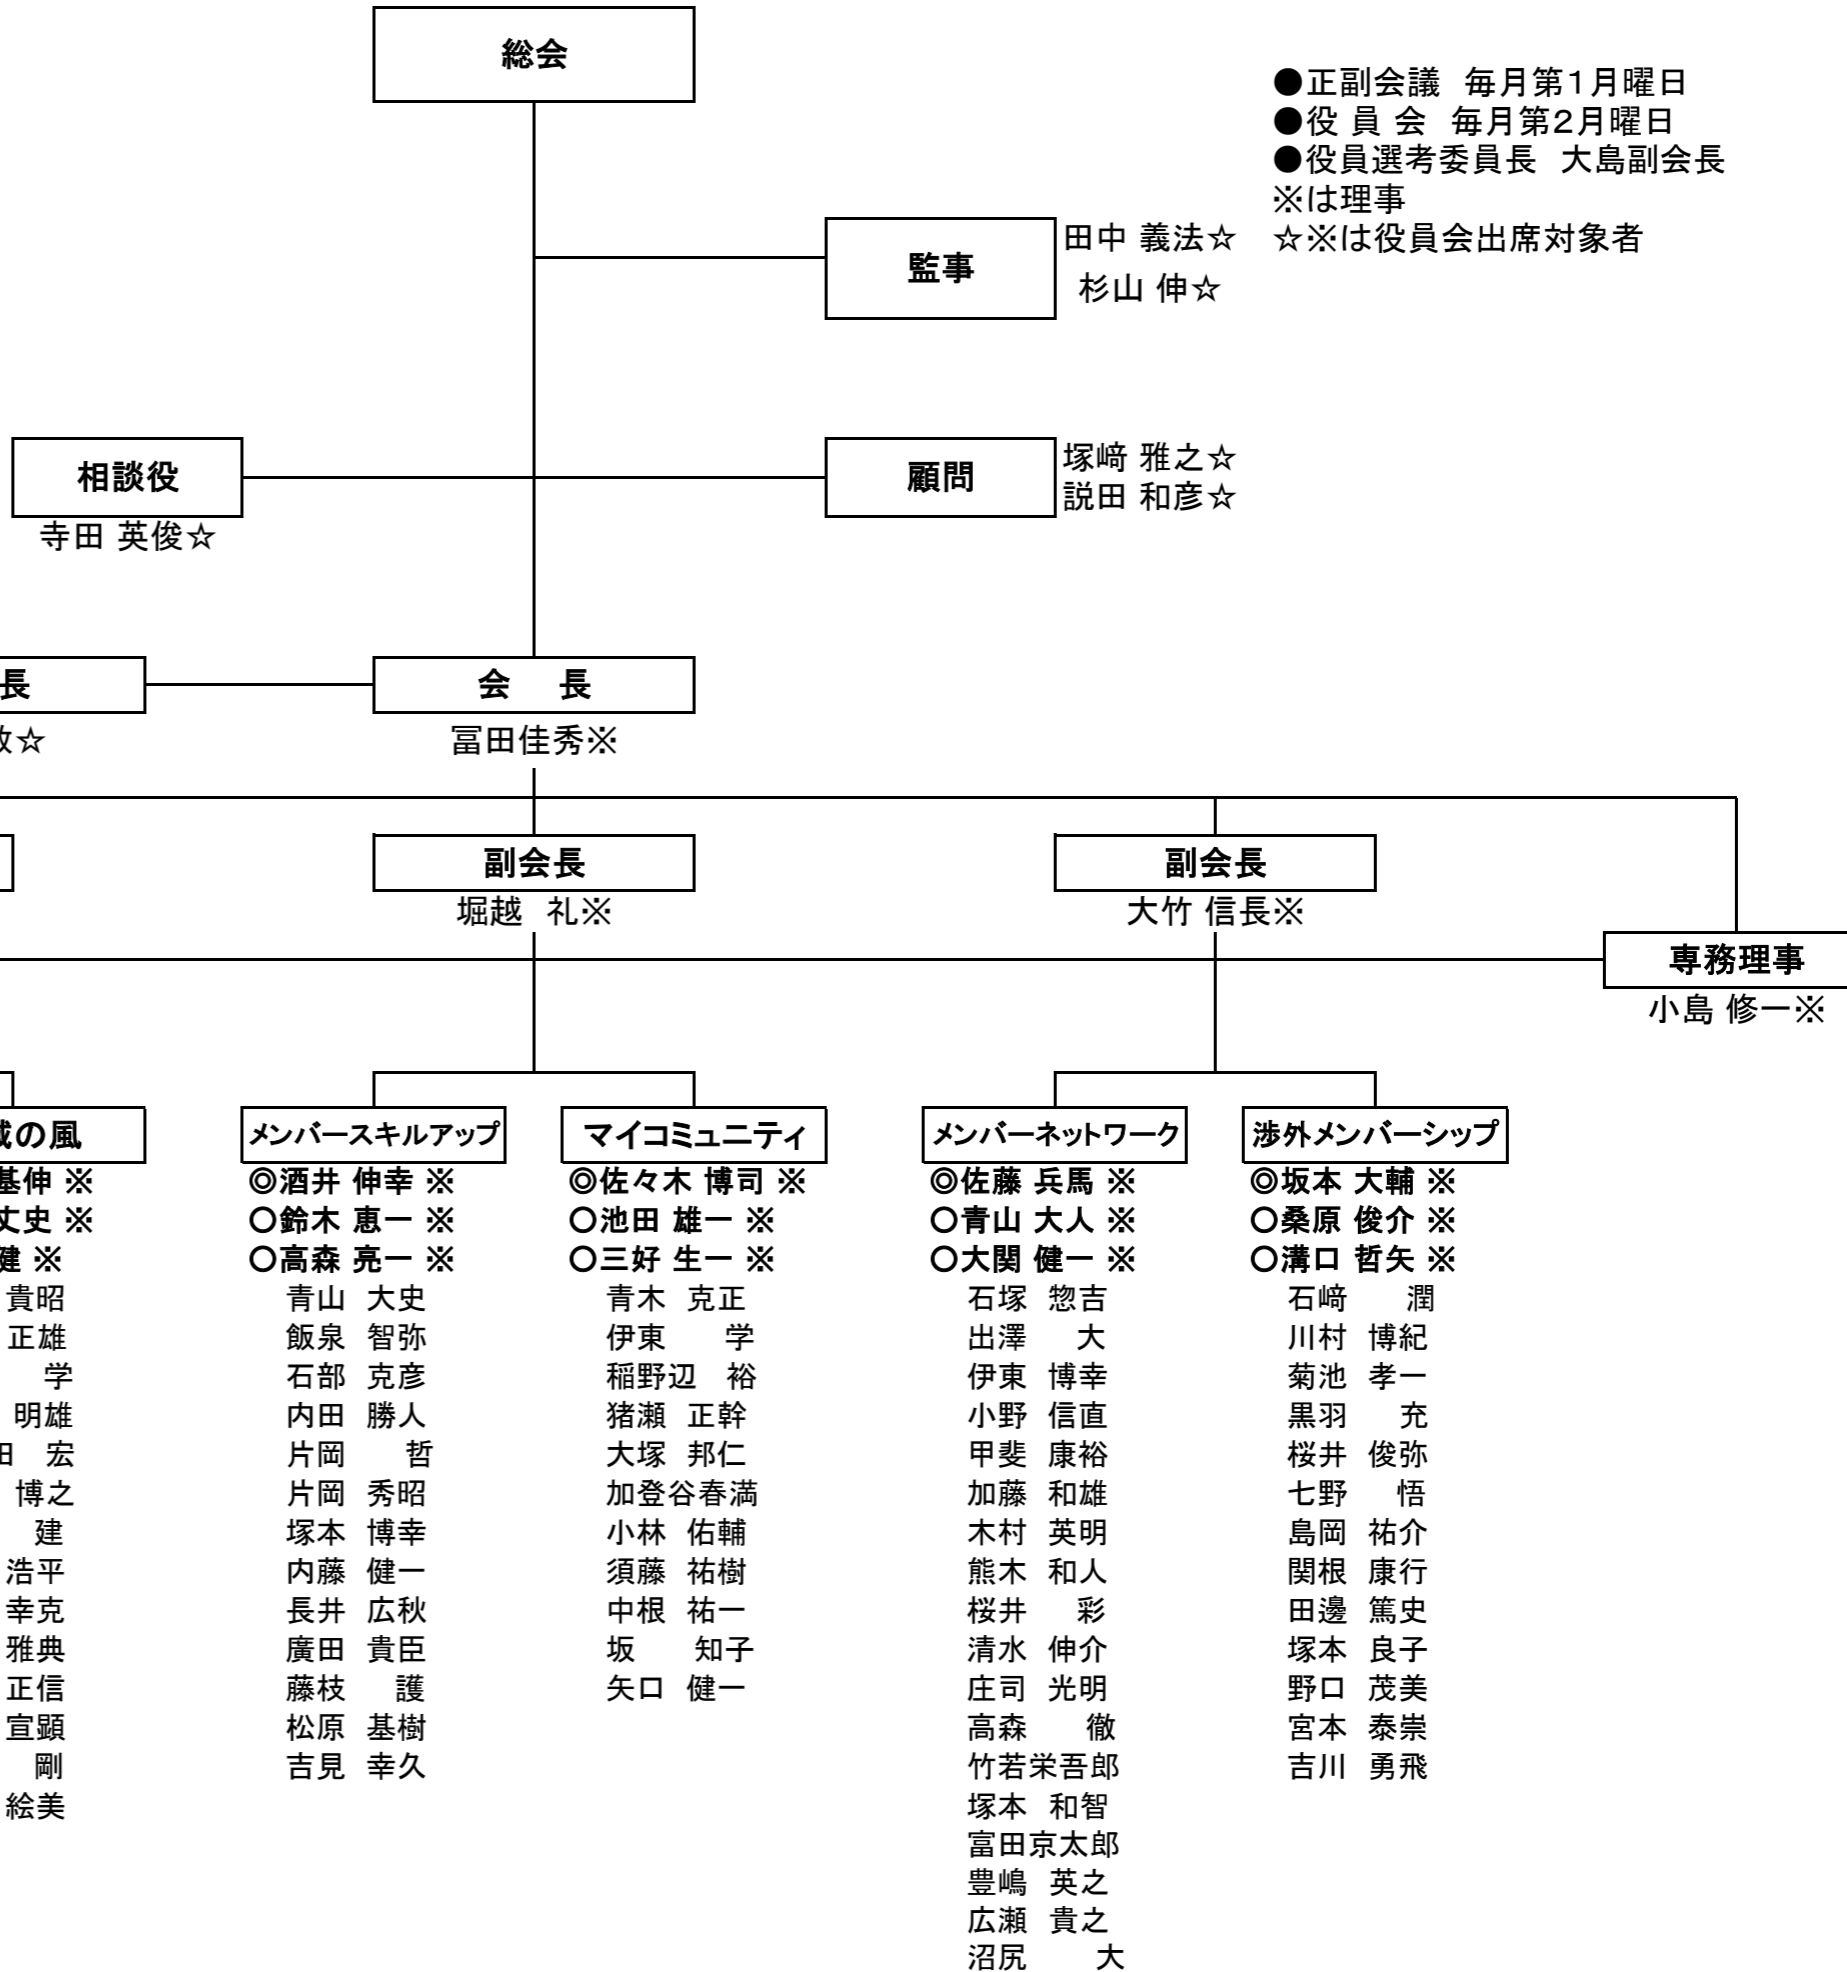 総会
●正副会議　毎月第1月曜日
●役 員 会　毎月第2月曜日
●役員選考委員長　大島副会長
※は理事
☆※は役員会出席対象者
監事
田中 義法☆
杉山 伸☆
相談役
寺田 英俊☆
顧問
塚﨑 雅之☆
説田 和彦☆
長
☆
会　長
冨田佳秀※
副会長
堀越　礼※
副会長
大竹 信長※
専務理事
小島 修一※
の風
基伸 ※
丈史 ※
健 ※
貴昭
正雄
学
明雄
田　宏
博之
建
浩平
幸克
雅典
正信
宣顕
剛
絵美
メンバースキルアップ
◎酒井 伸幸 ※
○鈴木 恵一 ※
○高森 亮一 ※
青山　大史
飯泉　智弥
石部　克彦
内田　勝人
片岡　　哲
片岡　秀昭
塚本　博幸
内藤　健一
長井　広秋
廣田　貴臣
藤枝　　護
松原　基樹
吉見　幸久
マイコミュニティ
◎佐々木 博司 ※
○池田 雄一 ※
○三好 生一 ※
青木　克正
伊東　　学
稲野辺　裕
猪瀬　正幹
大塚　邦仁
加登谷春満
小林　佑輔
須藤　祐樹
中根　祐一
坂　　知子
矢口　健一
メンバーネットワーク
◎佐藤 兵馬 ※
○青山 大人 ※
○大関 健一 ※
石塚　惣吉
出澤　　大
伊東　博幸
小野　信直
甲斐　康裕
加藤　和雄
木村　英明
熊木　和人
桜井　　彩
清水　伸介
庄司　光明
高森　　徹
竹若栄吾郎
塚本　和智
富田京太郎
豊嶋　英之
広瀬　貴之
沼尻　　大
渉外メンバーシップ
◎坂本 大輔 ※
○桑原 俊介 ※
○溝口 哲矢 ※
石﨑　　潤
川村　博紀
菊池　孝一
黒羽　　充
桜井　俊弥
七野　　悟
島岡　祐介
関根　康行
田邊　篤史
塚本　良子
野口　茂美
宮本　泰崇
吉川　勇飛